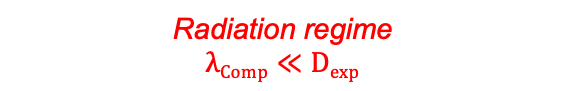 Radiation regime
λComp ≪ Dexp